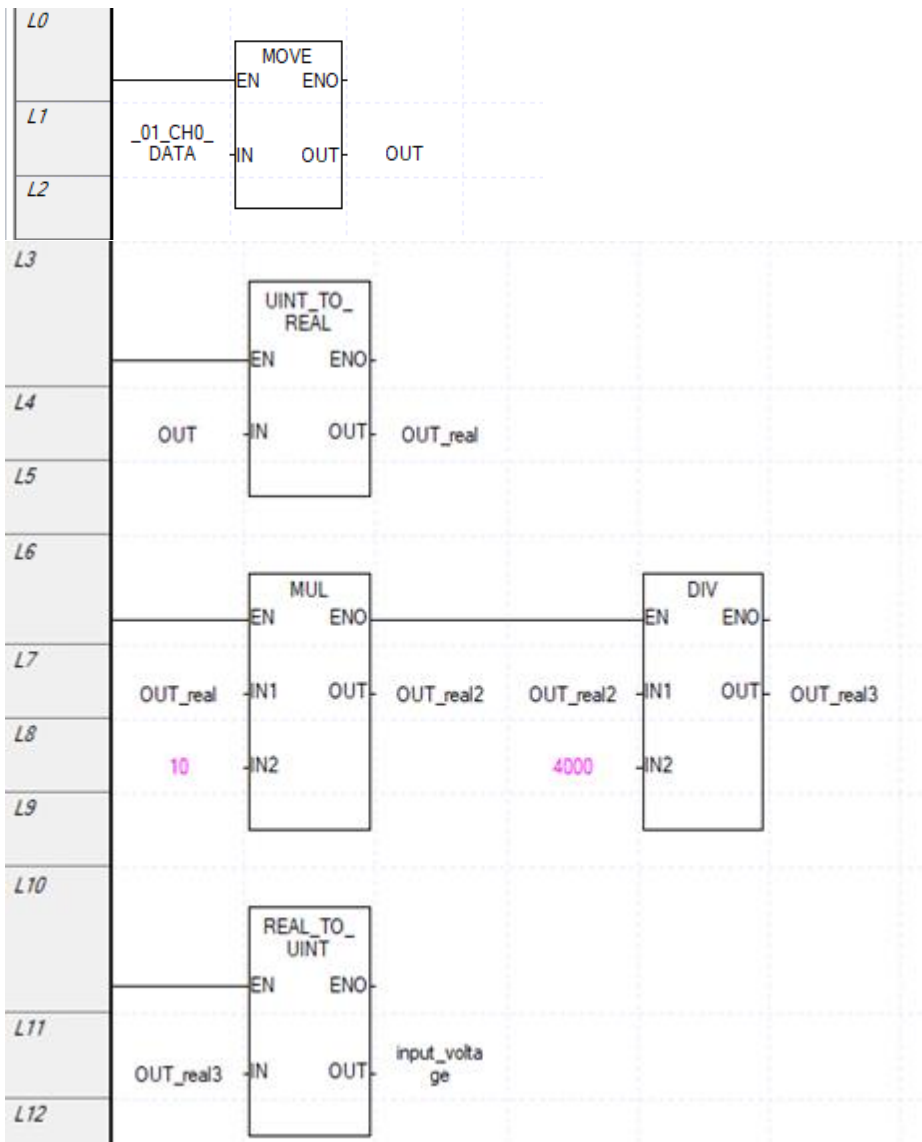 L0
MOVE
EN ENO
L1
_01_CH0_
DATA IN OUT OUT
L2
L3
UINT_TO_
REAL
EN ENO
L4
OUT IN OUT OUT_real
L5
L6
MUL DIV
EN ENO EN ENO
L7
OUT_real IN1 OUT OUT_real2 OUT_real2 IN1 OUT OUT_real3
L8
10 IN2 4000 IN2
L9
L10
REAL_TO_
UINT
EN ENO
L11
input_volta
OUT_real3 IN OUT ge
L12